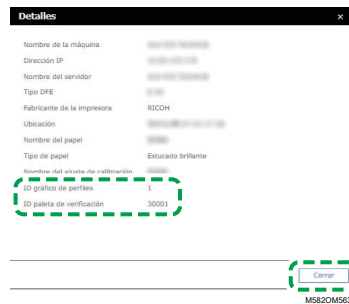 Detalles ×
Nombre de la máquina
Dirección IP
Nombre del servidor
Tipo DFE
Fabricante de la impresora RICOH
Ubicación
Nombre del papel
Tipo de papel Estucado brillante
Nombre del ajuste de calibración
ID gráfico de perfiles 1
ID paleta de verificación 30001
Cerrar
M582OM563